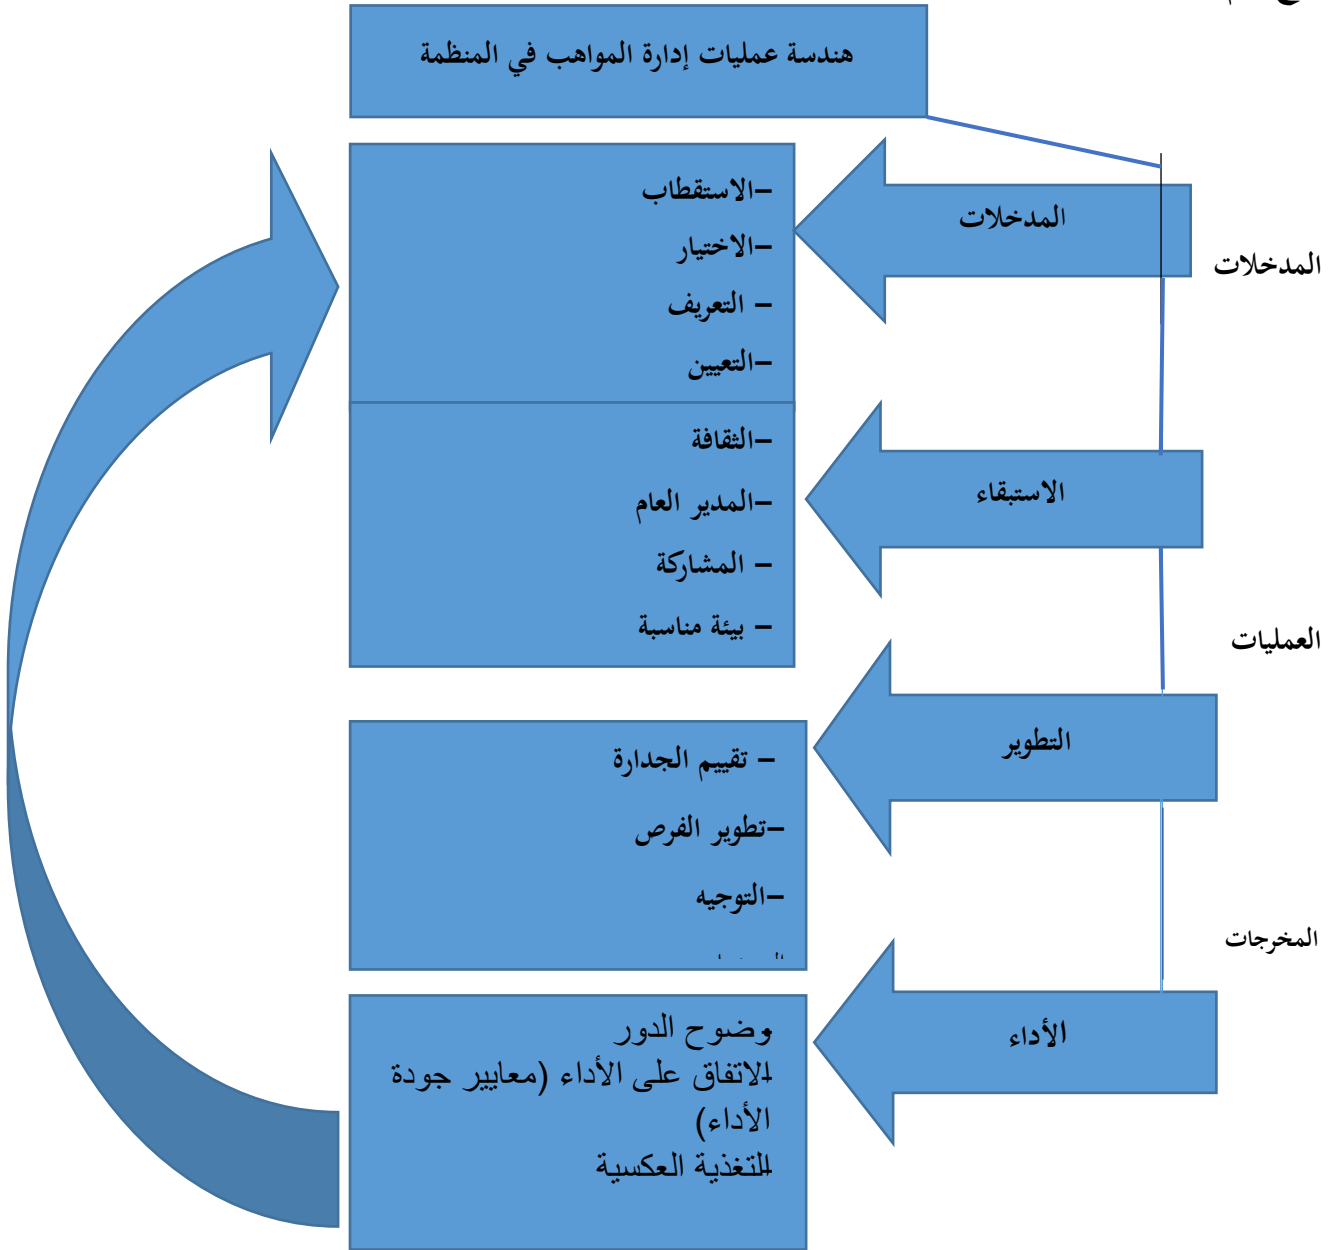 هندسة عمليات إدارة المواهب في المنظمة
المدخلات
المدخلات
–الاستقطاب
–الاختيار
– التعريف
–التعيين
الاستبقاء
–الثقافة
–المدير العام
– المشاركة
– بيئة مناسبة
العمليات
التطوير
– تقييم الجدارة
–تطوير الفرص
–التوجيه
المخرجات
الأداء
وضوح الدور
الاتفاق على الأداء (معايير جودة
الأداء)
التغذية العكسية